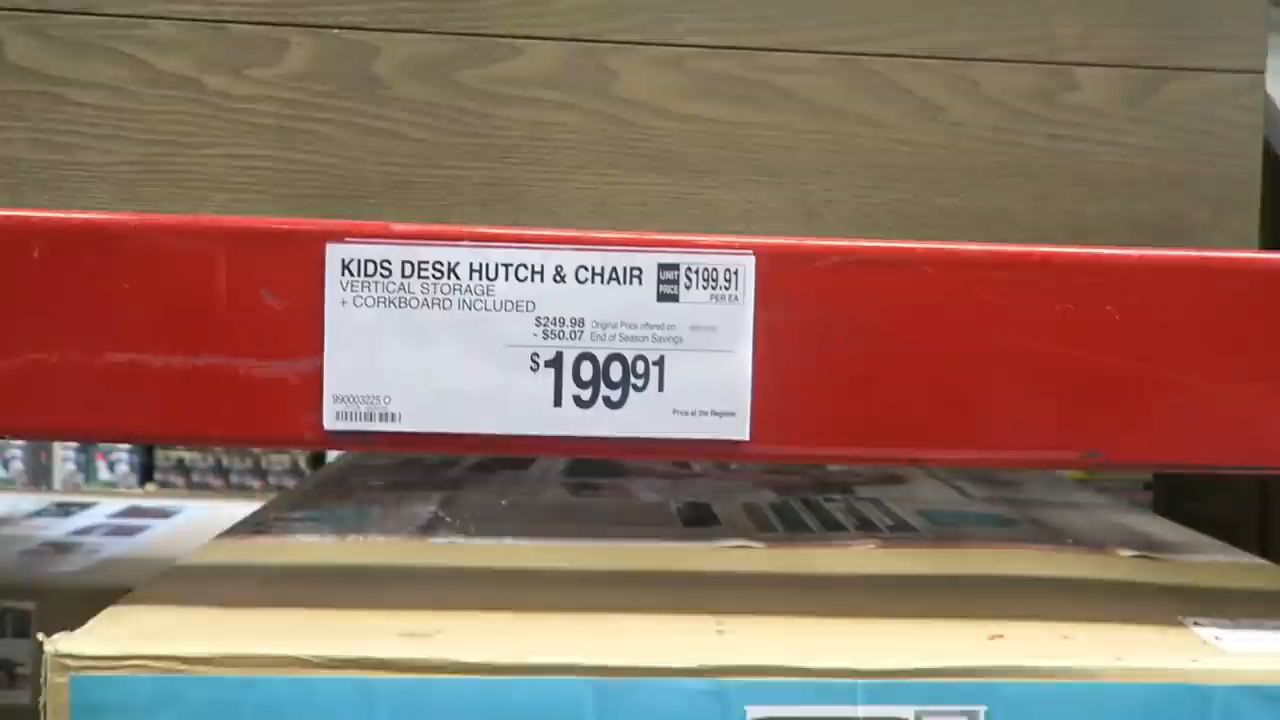 KIDS DESK HUTCH & CHAIR
UNIT PRICE $199.91
PER EA
VERTICAL STORAGE
+ CORKBOARD INCLUDED
$249.98 Original Price offered on
- $50.07 End of Season Savings
$199.91
990003225 O
Price at the Register